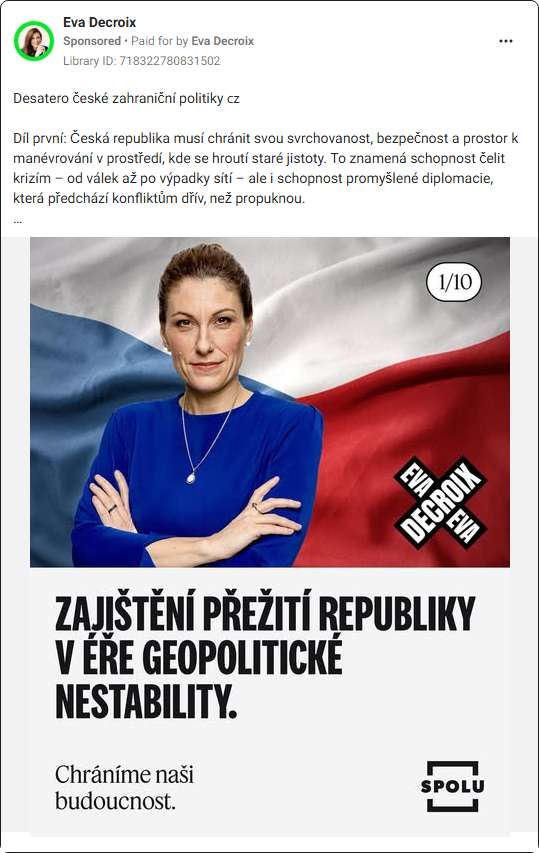 Eva Decroix
Sponsored • Paid for by Eva Decroix
Library ID: 718322780831502
Desatero české zahraniční politiky cz
Díl první: Česká republika musí chránit svou svrchovanost, bezpečnost a prostor k
manévrování v prostředí, kde se hroutí staré jistoty. To znamená schopnost čelit
krizím – od válek až po výpadky sítí – ale i schopnost promyšlené diplomacie,
která předchází konfliktům dřív, než propuknou.
...
1/10
EVA
DECROIX
EVA
ZAJIŠTĚNÍ PŘEŽITÍ REPUBLIKY
V ÉŘE GEOPOLITICKÉ
NESTABILITY.
Chráníme naši
budoucnost.
SPOLU